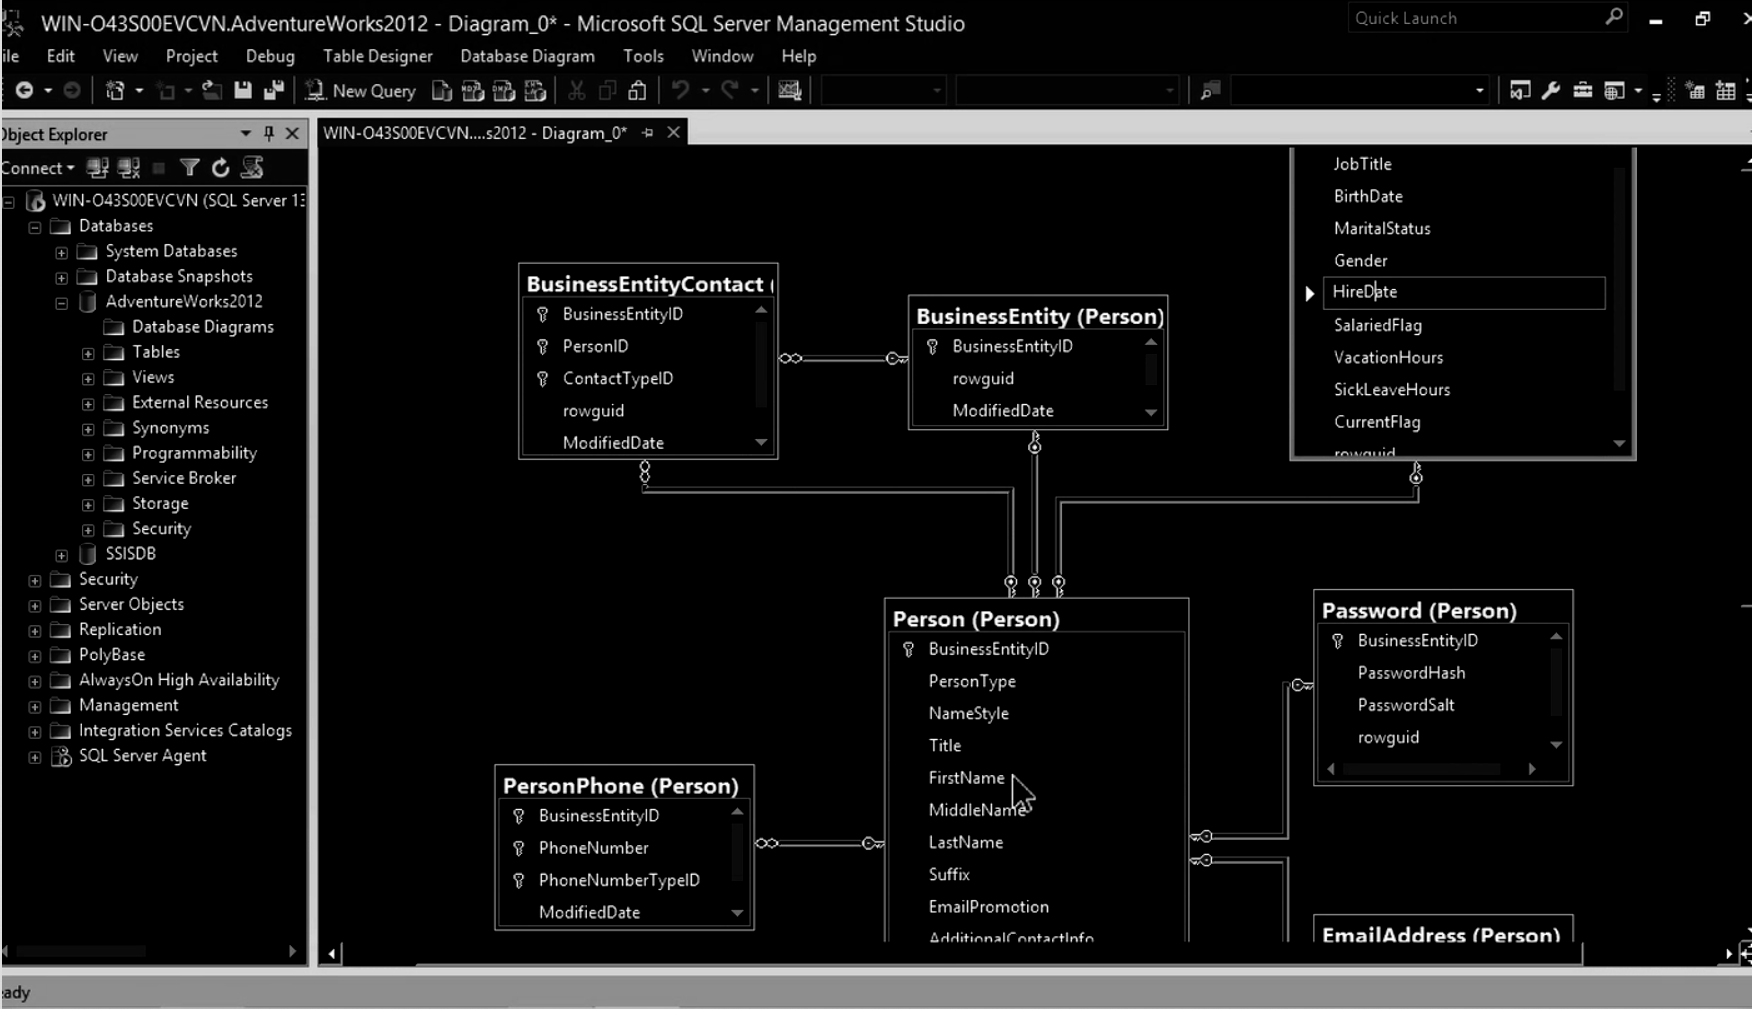 WIN-O43S00EVCVN.AdventureWorks2012 - Diagram_0* - Microsoft SQL Server Management Studio
Quick Launch
ile Edit View Project Debug Table Designer Database Diagram Tools Window Help
New Query
Object Explorer
Connect
WIN-O43S00EVCVN (SQL Server 13
Databases
System Databases
Database Snapshots
AdventureWorks2012
Database Diagrams
Tables
Views
External Resources
Synonyms
Programmability
Service Broker
Storage
Security
SSISDB
Security
Server Objects
Replication
PolyBase
AlwaysOn High Availability
Management
Integration Services Catalogs
SQL Server Agent
WIN-O43S00EVCVN....s2012 - Diagram_0*
JobTitle
BirthDate
MaritalStatus
Gender
HireDate
SalariedFlag
VacationHours
SickLeaveHours
CurrentFlag
rowguid
BusinessEntityContact (
BusinessEntityID
PersonID
ContactTypeID
rowguid
ModifiedDate
BusinessEntity (Person)
BusinessEntityID
rowguid
ModifiedDate
Person (Person)
BusinessEntityID
PersonType
NameStyle
Title
FirstName
MiddleName
LastName
Suffix
EmailPromotion
AdditionalContactInfo
Password (Person)
BusinessEntityID
PasswordHash
PasswordSalt
rowguid
PersonPhone (Person)
BusinessEntityID
PhoneNumber
PhoneNumberTypeID
ModifiedDate
EmailAddress (Person)
eady